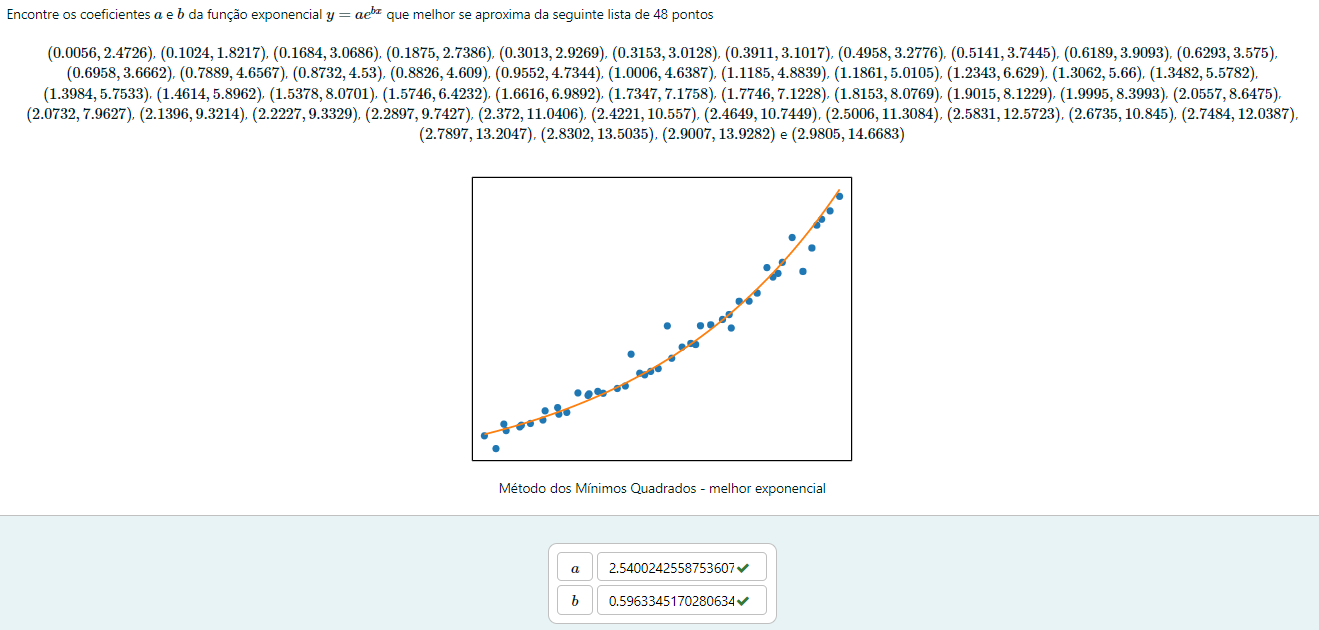 Encontre os coeficientes a e b da função exponencial y = ae^{bx} que melhor se aproxima da seguinte lista de 48 pontos
(0.0056, 2.4726), (0.1024, 1.8217), (0.1684, 3.0686), (0.1875, 2.7386), (0.3013, 2.9269), (0.3153, 3.0128), (0.3911, 3.1017), (0.4958, 3.2776), (0.5141, 3.7445), (0.6189, 3.9093), (0.6293, 3.575),
(0.6958, 3.6662), (0.7889, 4.6567), (0.8732, 4.53), (0.8826, 4.609), (0.9552, 4.7344), (1.0006, 4.6387), (1.1185, 4.8839), (1.1861, 5.0105), (1.2343, 6.629), (1.3062, 5.66), (1.3482, 5.5782),
(1.3984, 5.7533), (1.4614, 5.8962), (1.5378, 8.0701), (1.5746, 6.4232), (1.6616, 6.9892), (1.7347, 7.1758), (1.7746, 7.1228), (1.8153, 8.0769), (1.9015, 8.1229), (1.9995, 8.3993), (2.0557, 8.6475),
(2.0732, 7.9627), (2.1396, 9.3214), (2.2227, 9.3329), (2.2897, 9.7427), (2.372, 11.0406), (2.4221, 10.557), (2.4649, 10.7449), (2.5006, 11.3084), (2.5831, 12.5723), (2.6735, 10.845), (2.7484, 12.0387),
(2.7897, 13.2047), (2.8302, 13.5035), (2.9007, 13.9282) e (2.9805, 14.6683)
Método dos Mínimos Quadrados - melhor exponencial
a 2.5400242558753607
b 0.5963345170280634